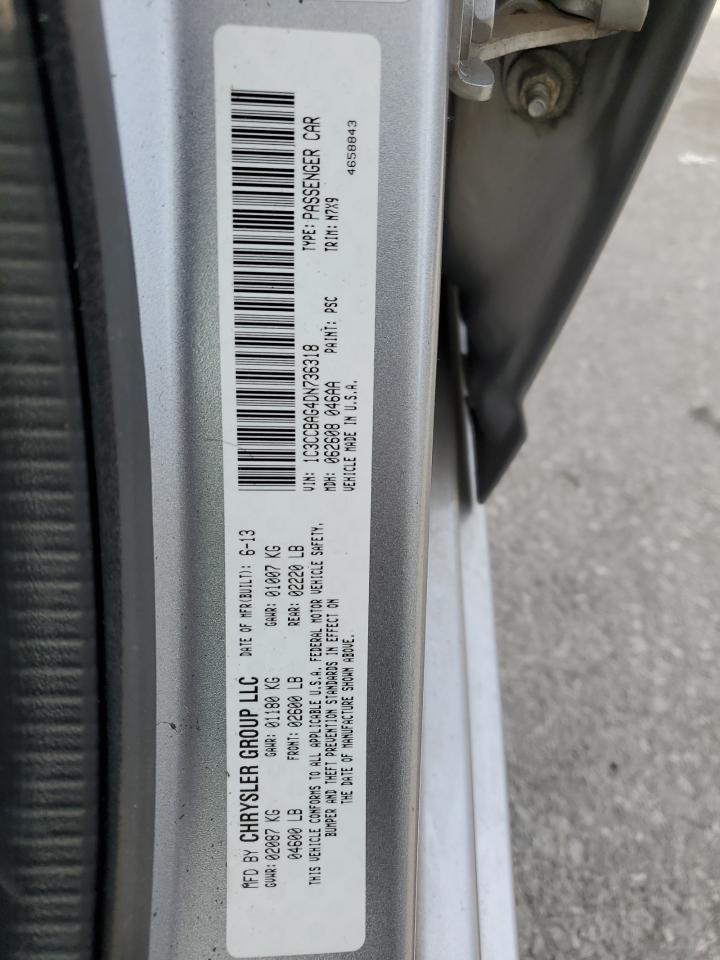 MFD BY CHRYSLER GROUP LLC DATE OF MFR(BUILT): 6-13
GVWR: 02087 KG GAWR: 01180 KG GAWR: 01007 KG
04600 LB FRONT: 02600 LB REAR: 02220 LB
THIS VEHICLE CONFORMS TO ALL APPLICABLE U.S.A. FEDERAL MOTOR VEHICLE SAFETY,
BUMPER AND THEFT PREVENTION STANDARDS IN EFFECT ON
THE DATE OF MANUFACTURE SHOWN ABOVE.
VIN: 1C3CCBAG4DN736318 TYPE: PASSENGER CAR
MDH: 062608 046AA PAINT: PSC TRIM: M7X9
VEHICLE MADE IN U.S.A. 4658843